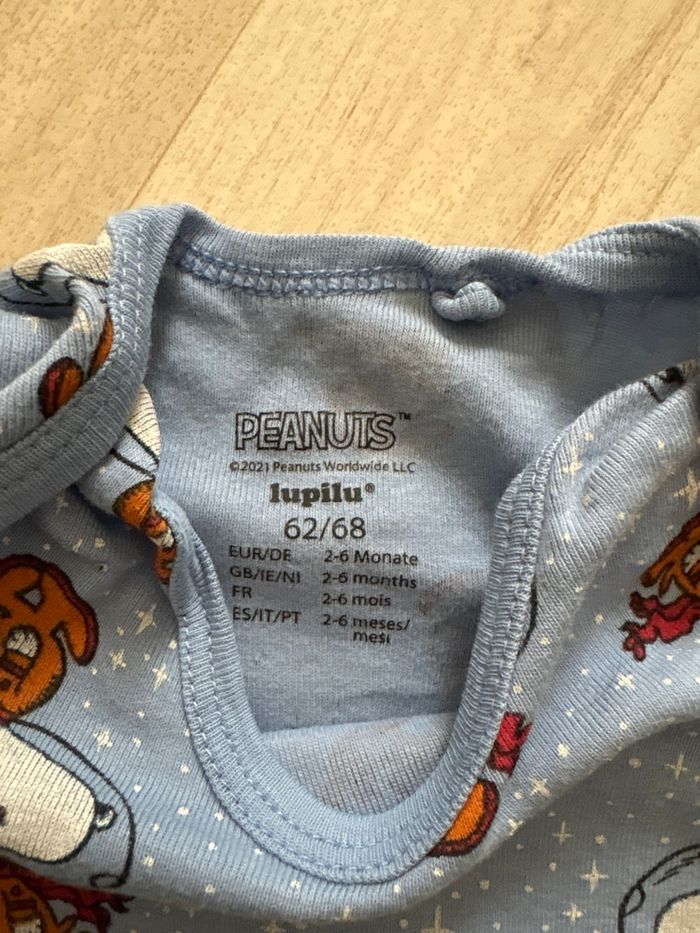 PEANUTS™
©2021 Peanuts Worldwide LLC
lupilu®
62/68
EUR/DE 2-6 Monate
GB/IE/NI 2-6 months
FR 2-6 mois
ES/IT/PT 2-6 meses/
mesi